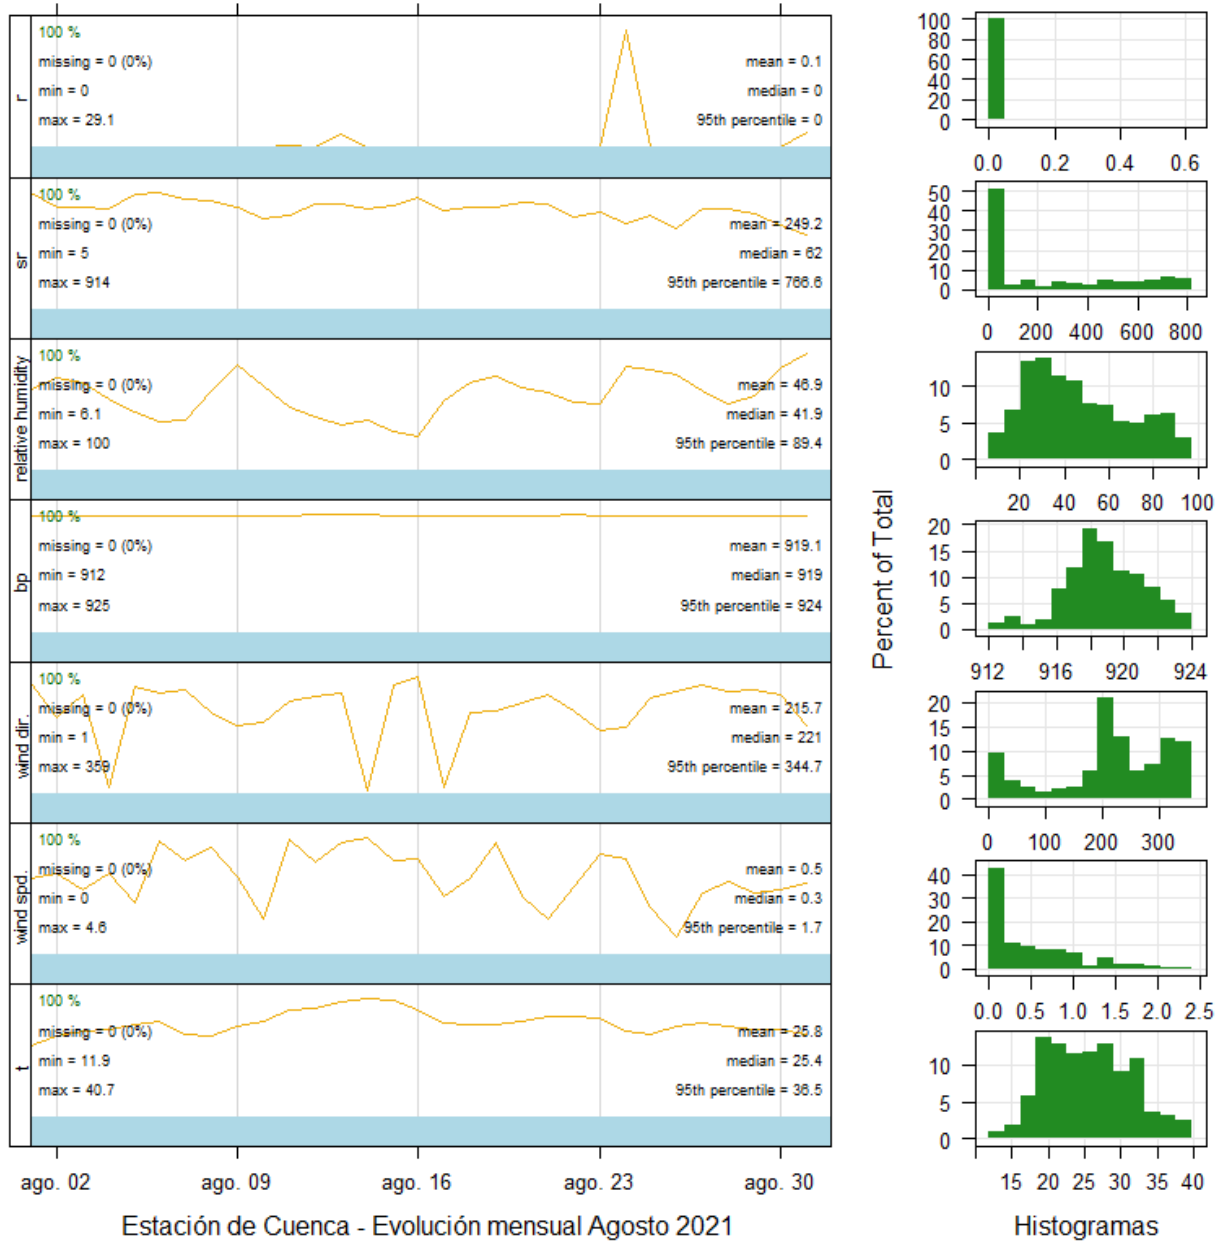 100 %
missing = 0 (0%)
min = 0
max = 29.1
mean = 0.1
median = 0
95th percentile = 0
r
100 %
missing = 0 (0%)
min = 5
max = 914
mean = 249.2
median = 62
95th percentile = 766.6
sr
100 %
missing = 0 (0%)
min = 6.1
max = 100
mean = 46.9
median = 41.9
95th percentile = 89.4
relative humidity
100 %
missing = 0 (0%)
min = 912
max = 925
mean = 919.1
median = 919
95th percentile = 924
bp
100 %
missing = 0 (0%)
min = 1
max = 359
mean = 215.7
median = 221
95th percentile = 344.7
wind dir.
100 %
missing = 0 (0%)
min = 0
max = 4.6
mean = 0.5
median = 0.3
95th percentile = 1.7
wind spd.
100 %
missing = 0 (0%)
min = 11.9
max = 40.7
mean = 25.8
median = 25.4
95th percentile = 36.5
t
ago. 02 ago. 09 ago. 16 ago. 23 ago. 30
Estación de Cuenca - Evolución mensual Agosto 2021
Percent of Total
100
80
60
40
20
0
0.0 0.2 0.4 0.6
50
40
30
20
10
0
0 200 400 600 800
10
5
0
20 40 60 80 100
20
15
10
5
0
912 916 920 924
20
15
10
5
0
0 100 200 300
40
30
20
10
0
0.0 0.5 1.0 1.5 2.0 2.5
10
5
0
15 20 25 30 35 40
Histogramas